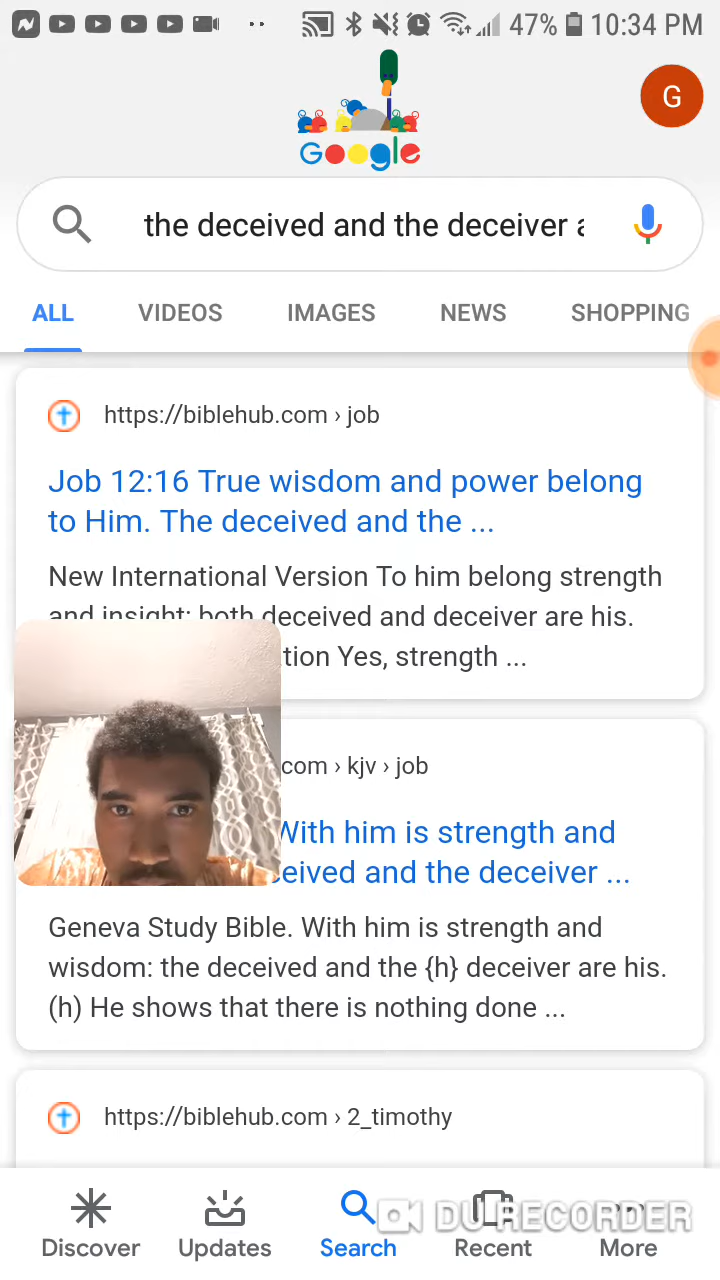 47% 10:34 PM
Google
G
the deceived and the deceiver
ALL VIDEOS IMAGES NEWS SHOPPING
https://biblehub.com › job
Job 12:16 True wisdom and power belong
to Him. The deceived and the ...
New International Version To him belong strength
and insight; both deceived and deceiver are his.
Yes, strength ...
com › kjv › job
With him is strength and
and the deceiver ...
Geneva Study Bible. With him is strength and
wisdom: the deceived and the {h} deceiver are his.
(h) He shows that there is nothing done ...
https://biblehub.com › 2_timothy
DU RECORDER
Discover Updates Search Recent More